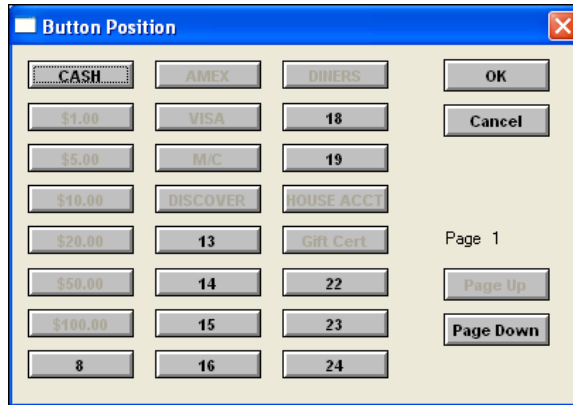 Button Position
CASH AMEX DINERS OK
$1.00 VISA 18 Cancel
$5.00 M/C 19
$10.00 DISCOVER HOUSE ACCT
$20.00 13 Gift Cert Page 1
$50.00 14 22 Page Up
$100.00 15 23 Page Down
8 16 24